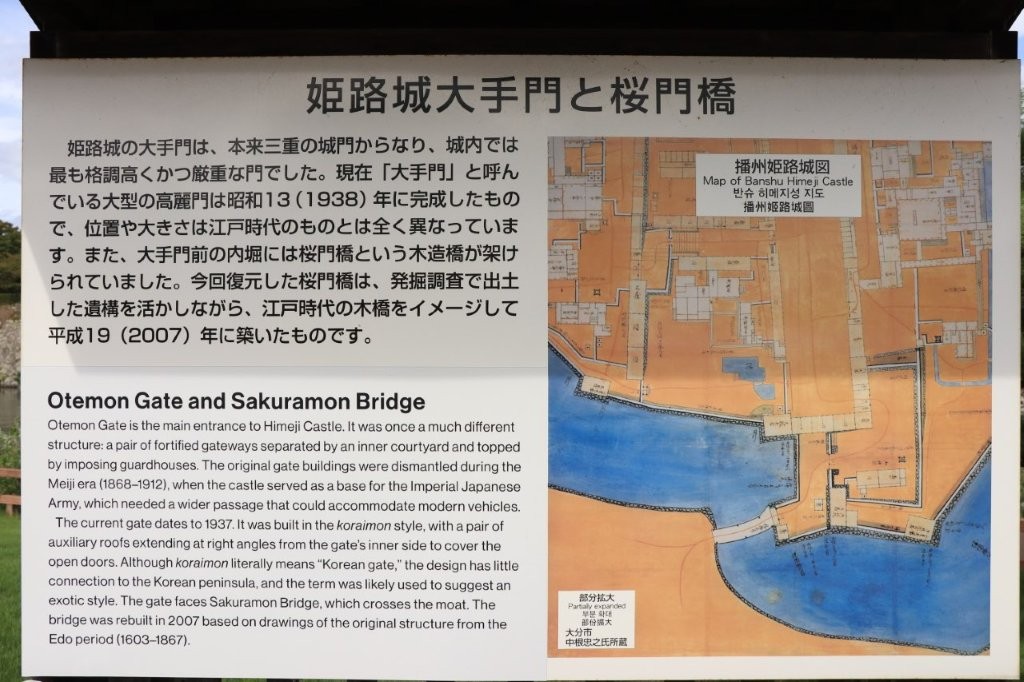 姫路城大手門と桜門橋
姫路城の大手門は、本来三重の城門からなり、城内では
最も格調高くかつ厳重な門でした。現在「大手門」と呼ん
でいる大型の高麗門は昭和13（1938）年に完成したもの
で、位置や大きさは江戸時代のものとは全く異なっていま
す。また、大手門前の内堀には桜門橋という木造橋が架け
られていました。今回復元した桜門橋は、発掘調査で出土
した遺構を活かしながら、江戸時代の木橋をイメージして
平成19（2007）年に築いたものです。
Otemon Gate and Sakuramon Bridge
Otemon Gate is the main entrance to Himeji Castle. It was once a much different
structure: a pair of fortified gateways separated by an inner courtyard and topped
by imposing guardhouses. The original gate buildings were dismantled during the
Meiji era (1868–1912), when the castle served as a base for the Imperial Japanese
Army, which needed a wider passage that could accommodate modern vehicles.
The current gate dates to 1937. It was built in the koraimon style, with a pair of
auxiliary roofs extending at right angles from the gate's inner side to cover the
open doors. Although koraimon literally means “Korean gate,” the design has little
connection to the Korean peninsula, and the term was likely used to suggest an
exotic style. The gate faces Sakuramon Bridge, which crosses the moat. The
bridge was rebuilt in 2007 based on drawings of the original structure from the
Edo period (1603–1867).
播州姫路城図
Map of Banshu Himeji Castle
반슈 히메지성 지도
播州姫路城圖
部分拡大
Partially expanded
부분 확대
部份擴大
大分市
中根忠之氏所蔵